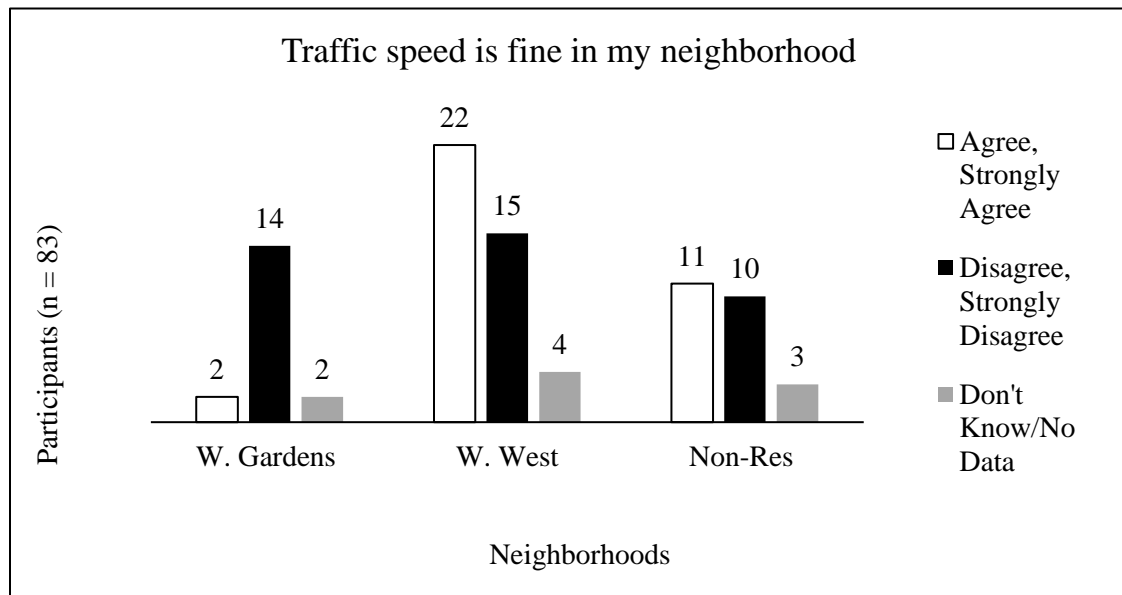 Traffic speed is fine in my neighborhood
Participants (n = 83)
2
14
2
22
15
4
11
10
3
W. Gardens
W. West
Non-Res
Neighborhoods
Agree,
Strongly
Agree
Disagree,
Strongly
Disagree
Don't
Know/No
Data